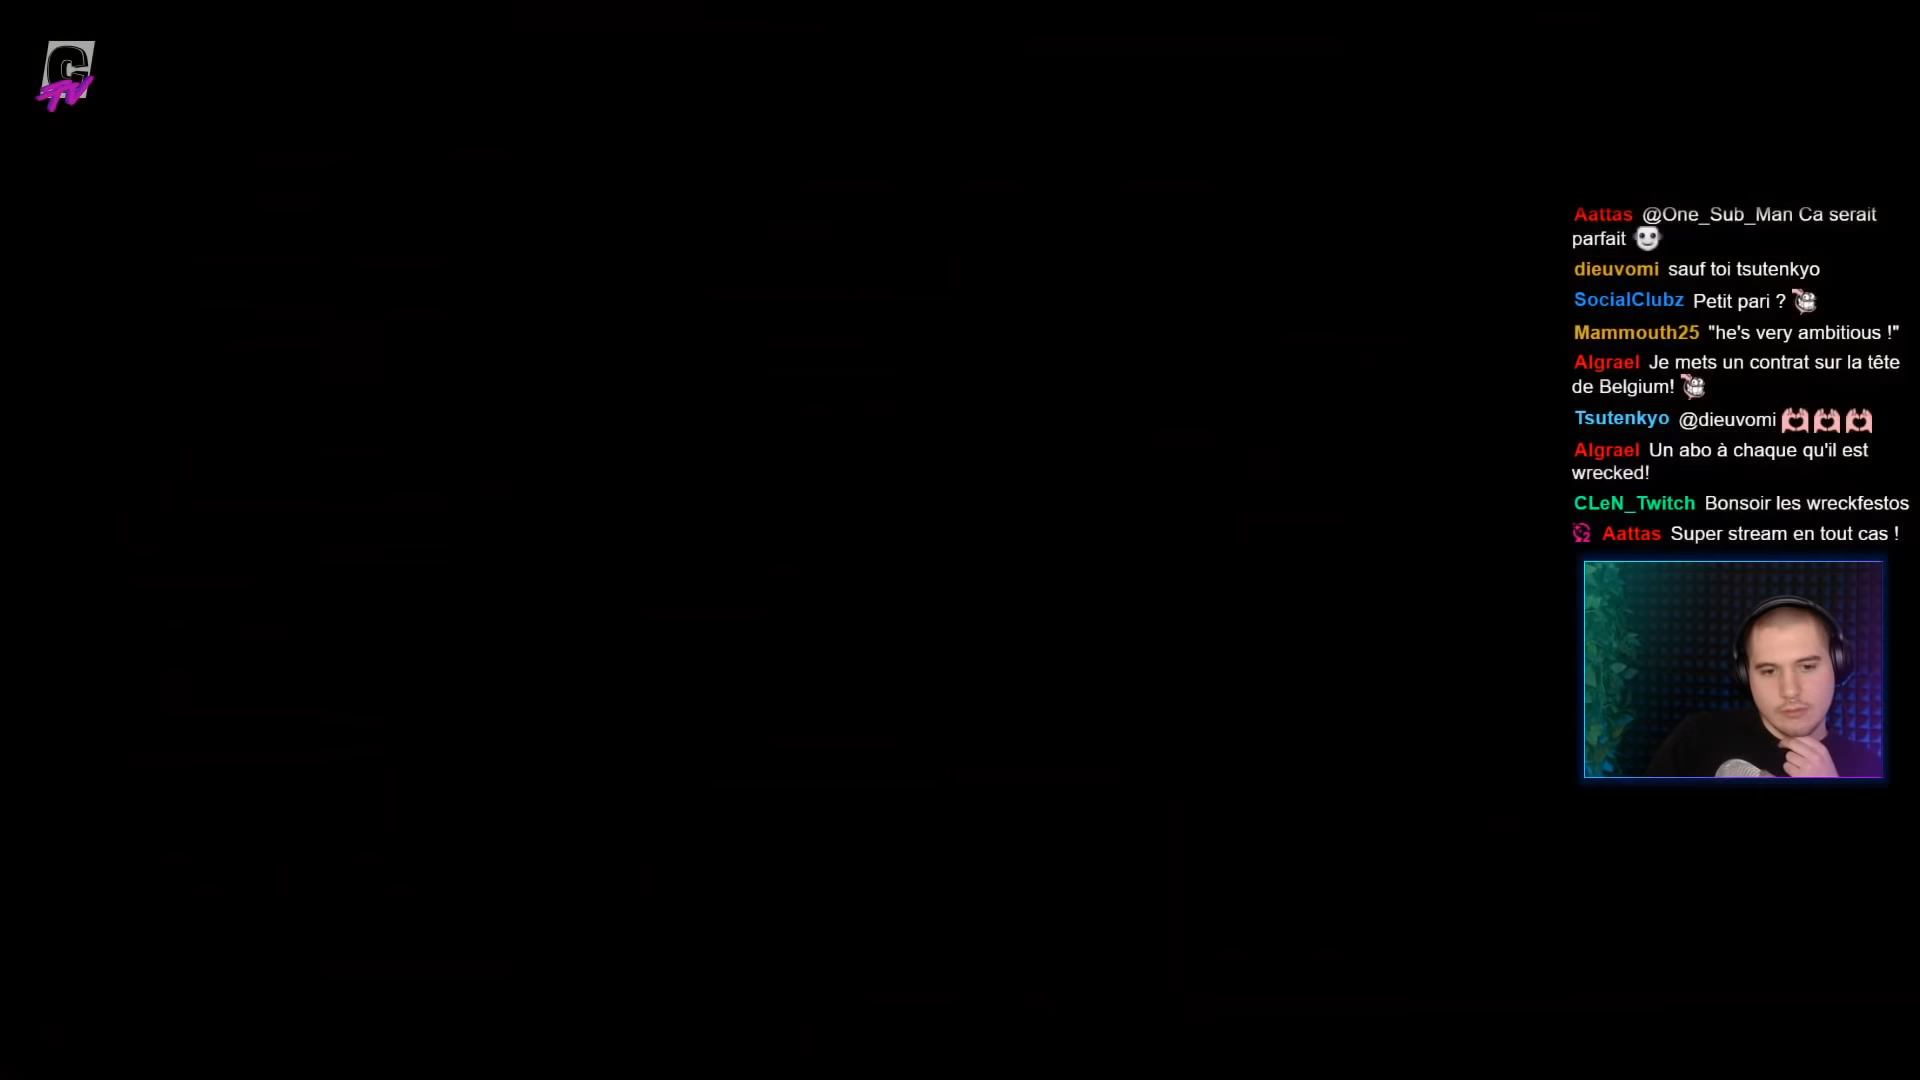 C
TV
Aattas @One_Sub_Man Ca serait
parfait
dieuvomi sauf toi tsutenkyo
SocialClubz Petit pari ?
Mammouth25 "he's very ambitious !"
Algrael Je mets un contrat sur la tête
de Belgium!
Tsutenkyo @dieuvomi
Algrael Un abo à chaque qu'il est
wrecked!
CLeN_Twitch Bonsoir les wreckfestos
2 Aattas Super stream en tout cas !